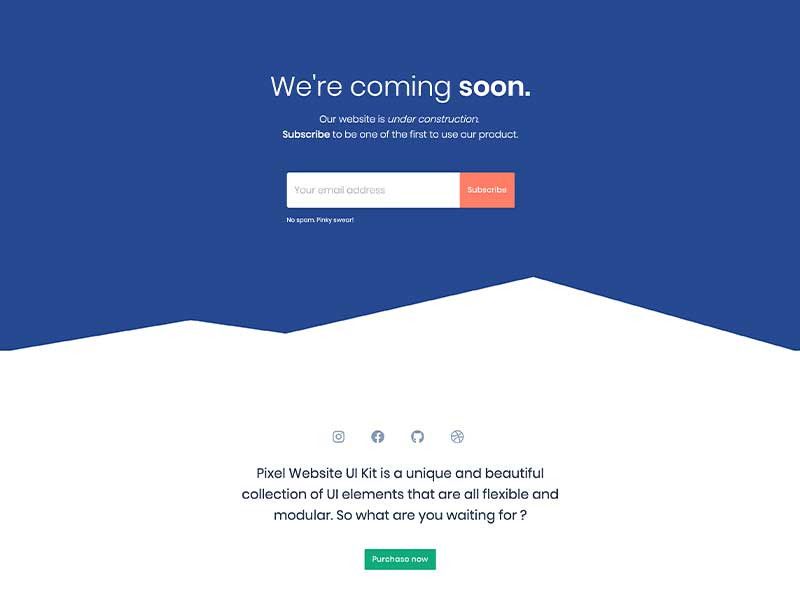 We're coming soon.
Our website is under construction.
Subscribe to be one of the first to use our product.
Your email address
Subscribe
No spam. Pinky swear!
Pixel Website UI Kit is a unique and beautiful
collection of UI elements that are all flexible and
modular. So what are you waiting for ?
Purchase now